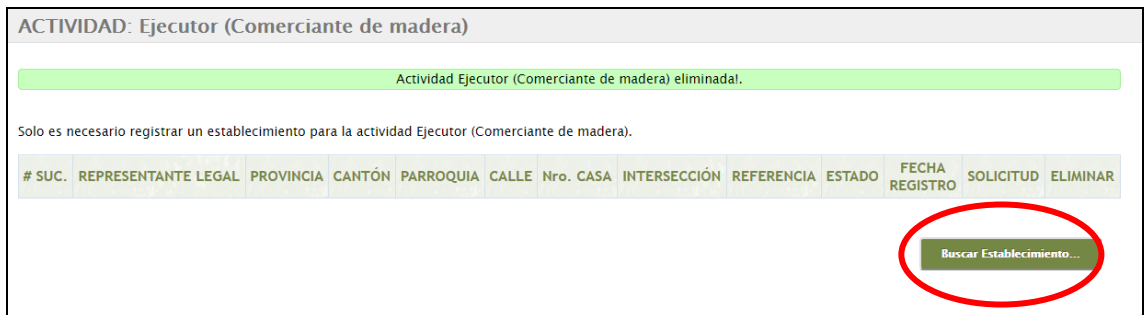 ACTIVIDAD: Ejecutor (Comerciante de madera)
Actividad Ejecutor (Comerciante de madera) eliminada!.
Solo es necesario registrar un establecimiento para la actividad Ejecutor (Comerciante de madera).
# SUC. REPRESENTANTE LEGAL PROVINCIA CANTÓN PARROQUIA CALLE Nro. CASA INTERSECCIÓN REFERENCIA ESTADO FECHA REGISTRO SOLICITUD ELIMINAR
Buscar Establecimiento...